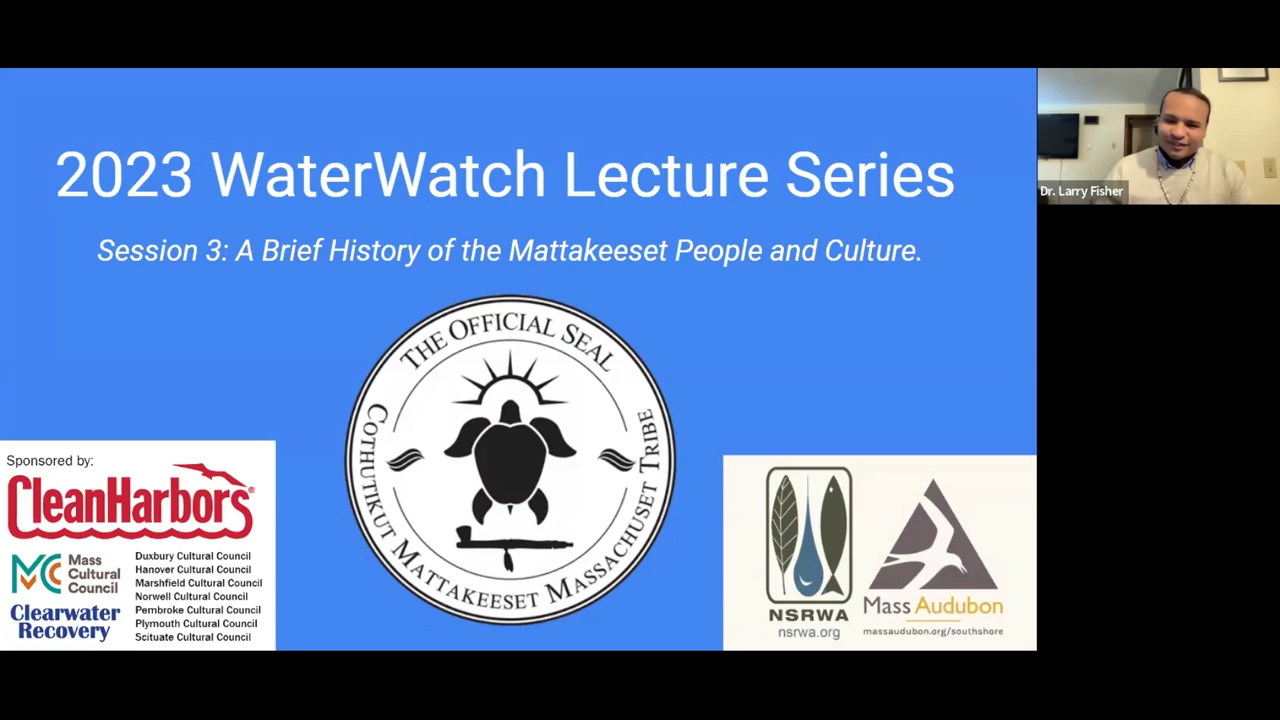 2023 WaterWatch Lecture Series
Session 3: A Brief History of the Mattakeeset People and Culture.
Dr. Larry Fisher
THE OFFICIAL SEAL
COTHUTIKUT MATTAKEESET MASSACHUSET TRIBE
Sponsored by:
CleanHarbors®
MC Mass Cultural Council
Clearwater
Recovery
Duxbury Cultural Council
Hanover Cultural Council
Marshfield Cultural Council
Norwell Cultural Council
Pembroke Cultural Council
Plymouth Cultural Council
Scituate Cultural Council
NSRWA
nsrwa.org
Mass Audubon
massaudubon.org/southshore